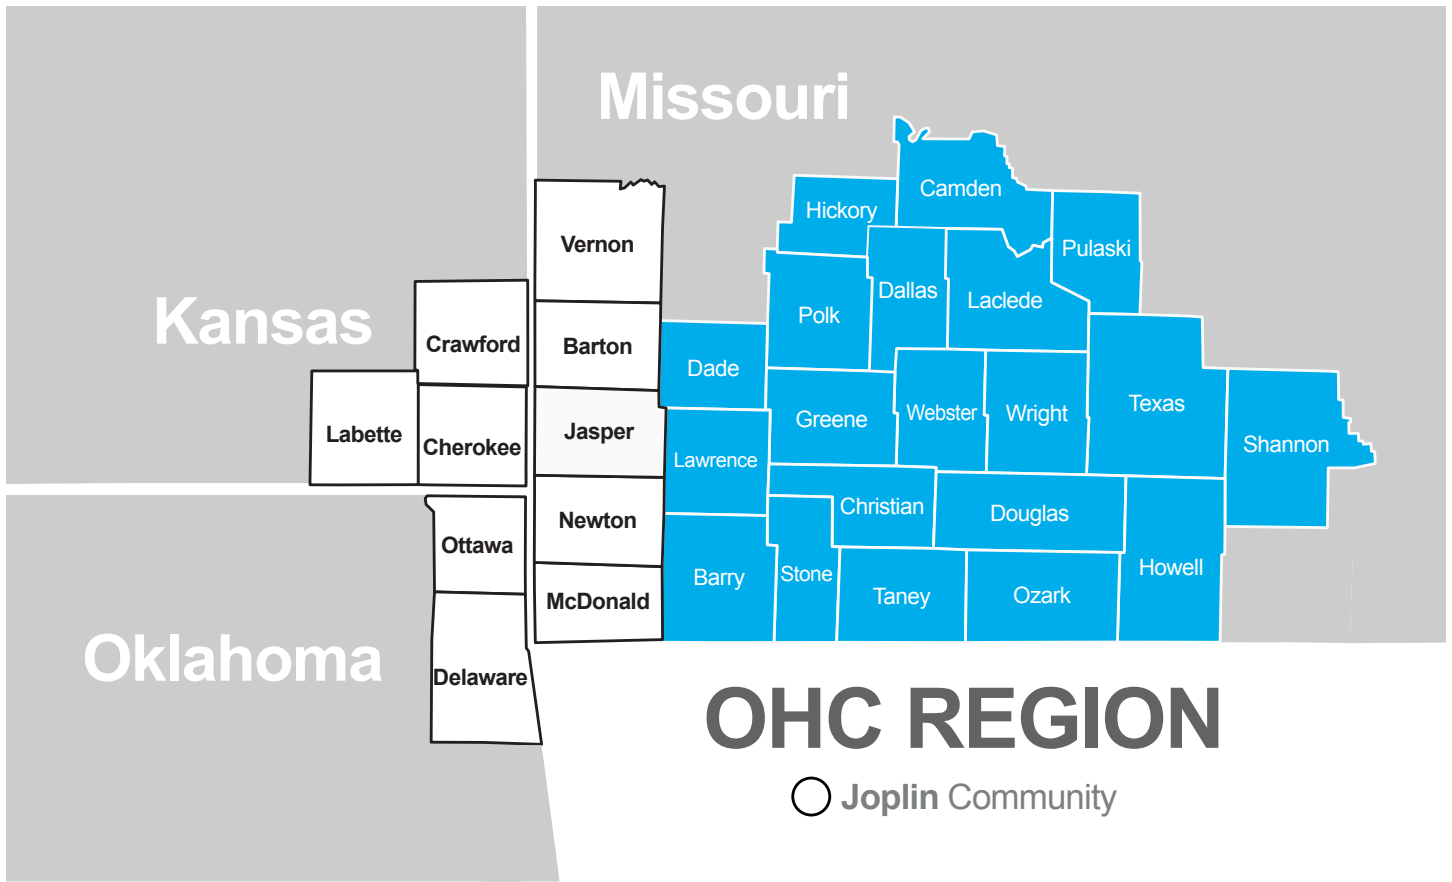 Missouri
Camden
Hickory
Vernon
Pulaski
Dallas
Laclede
Kansas
Polk
Crawford
Barton
Dade
Texas
Webster
Wright
Greene
Labette
Cherokee
Jasper
Shannon
Lawrence
Christian
Douglas
Newton
Ottawa
Howell
Stone
Barry
Taney
Ozark
McDonald
Oklahoma
Delaware
OHC REGION
Joplin Community